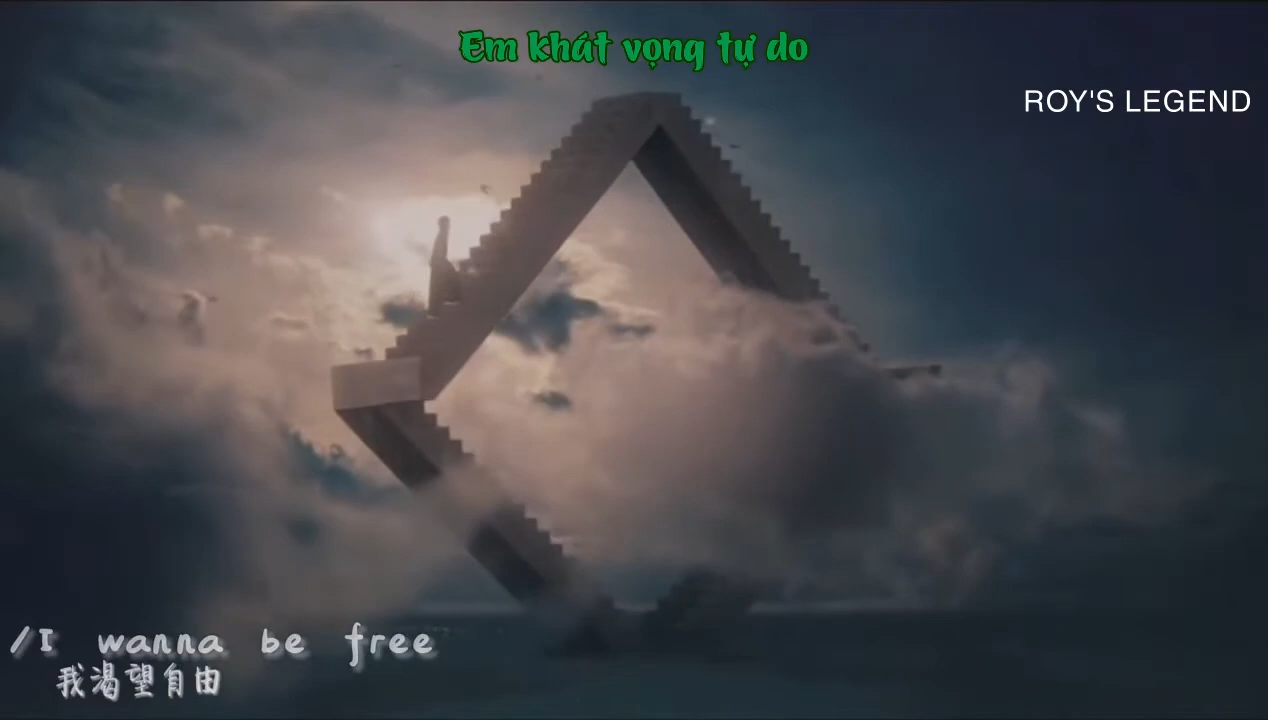 Em khát vọng tự do
ROY'S LEGEND
/I wanna be free
我渴望自由